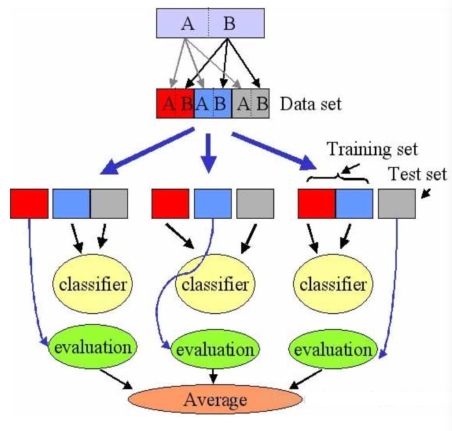 A B
A B A B A B Data set
Training set
Test set
classifier classifier classifier
evaluation evaluation evaluation
Average